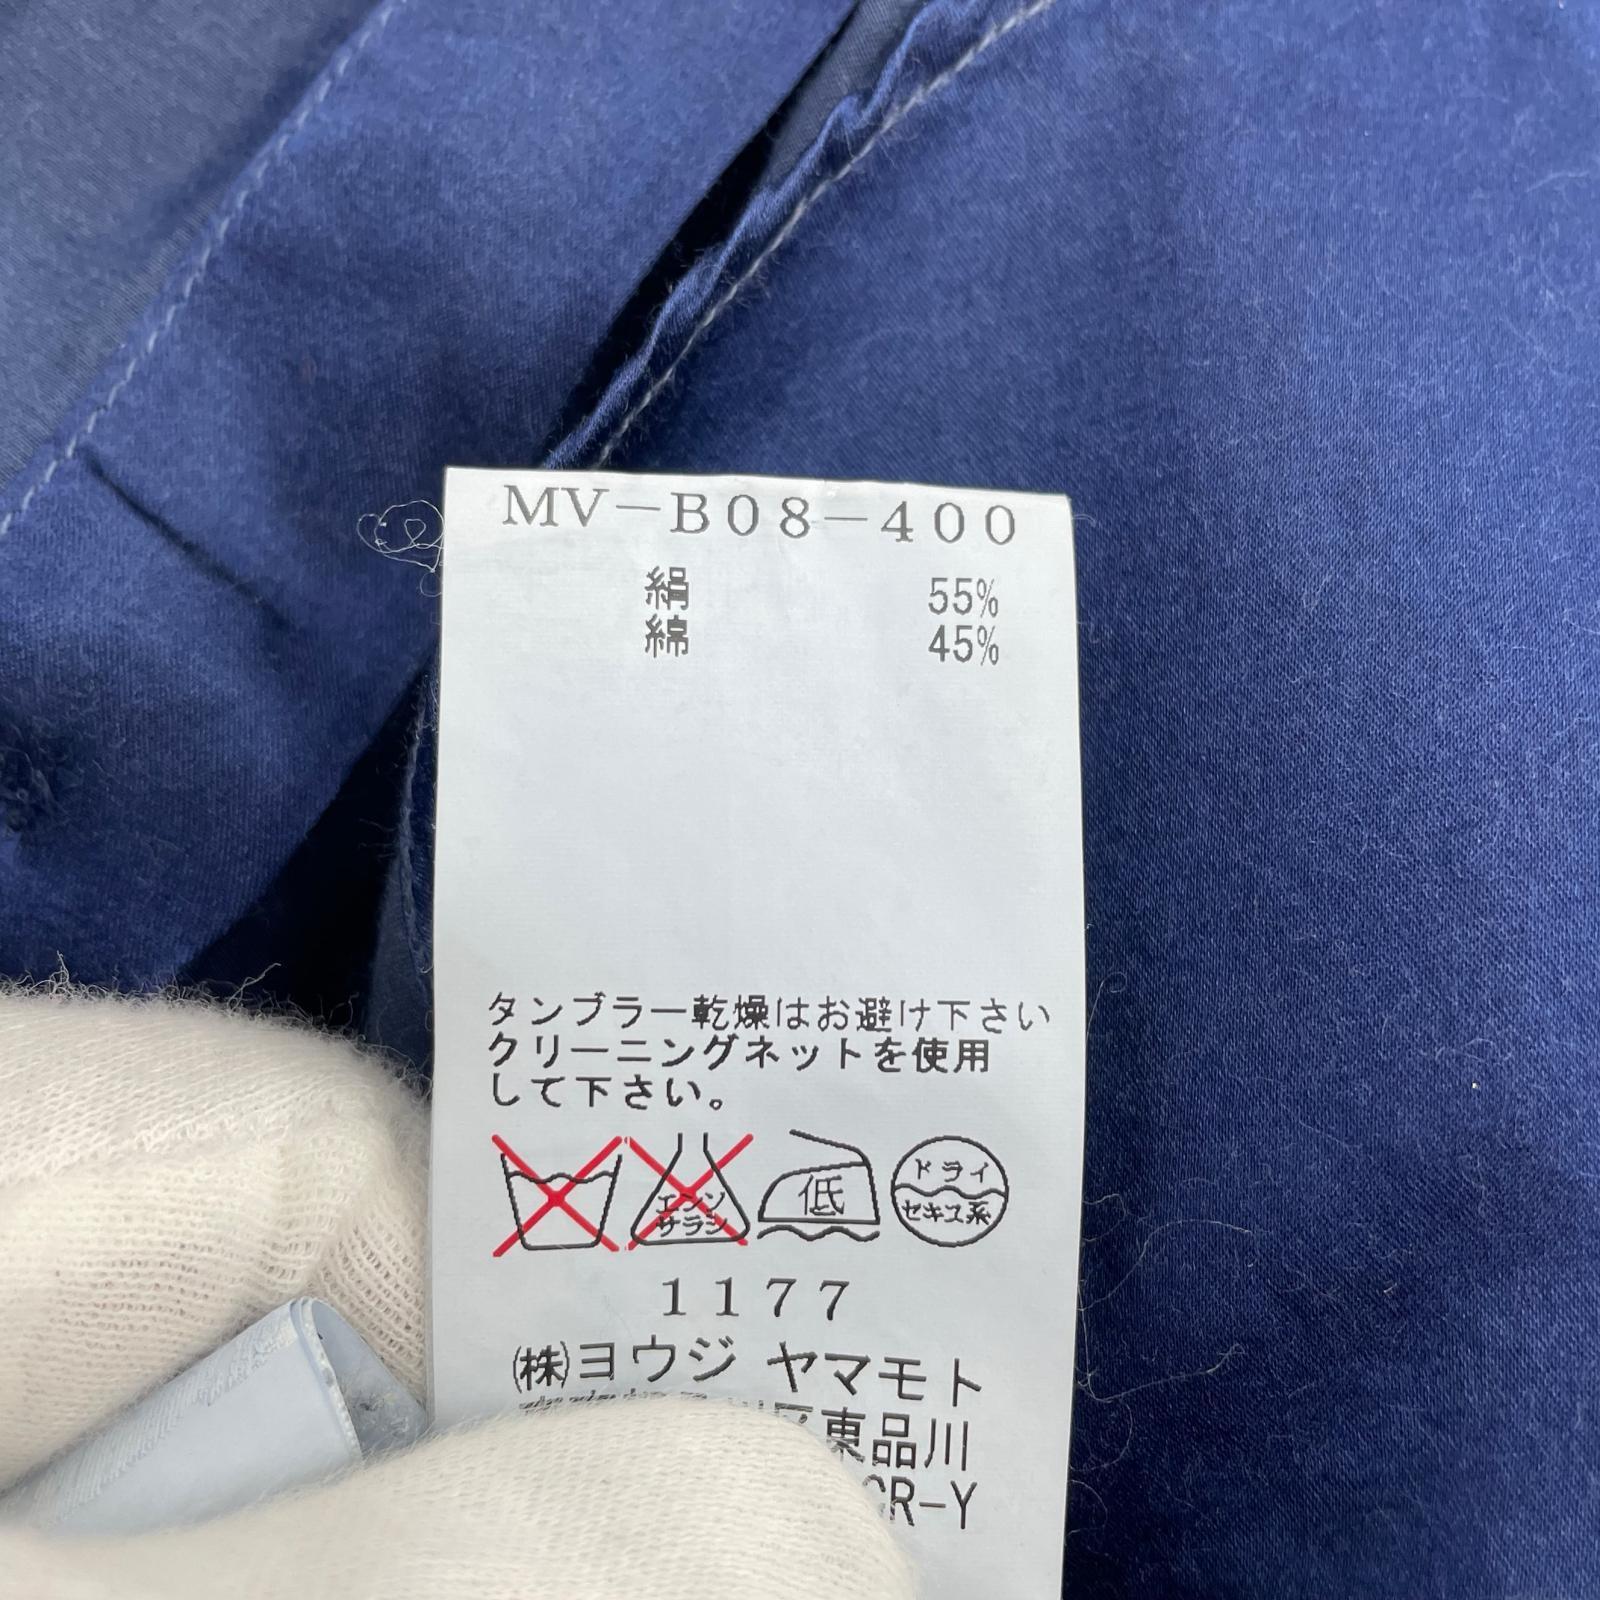 MV-B08-400
絹 55%
綿 45%
タンブラー乾燥はお避け下さい
クリーニングネットを使用
して下さい。
エンソ
サラシ
低
ドライ
セキユ系
1177
(株)ヨウジ ヤマモト
区東品川
CR-Y